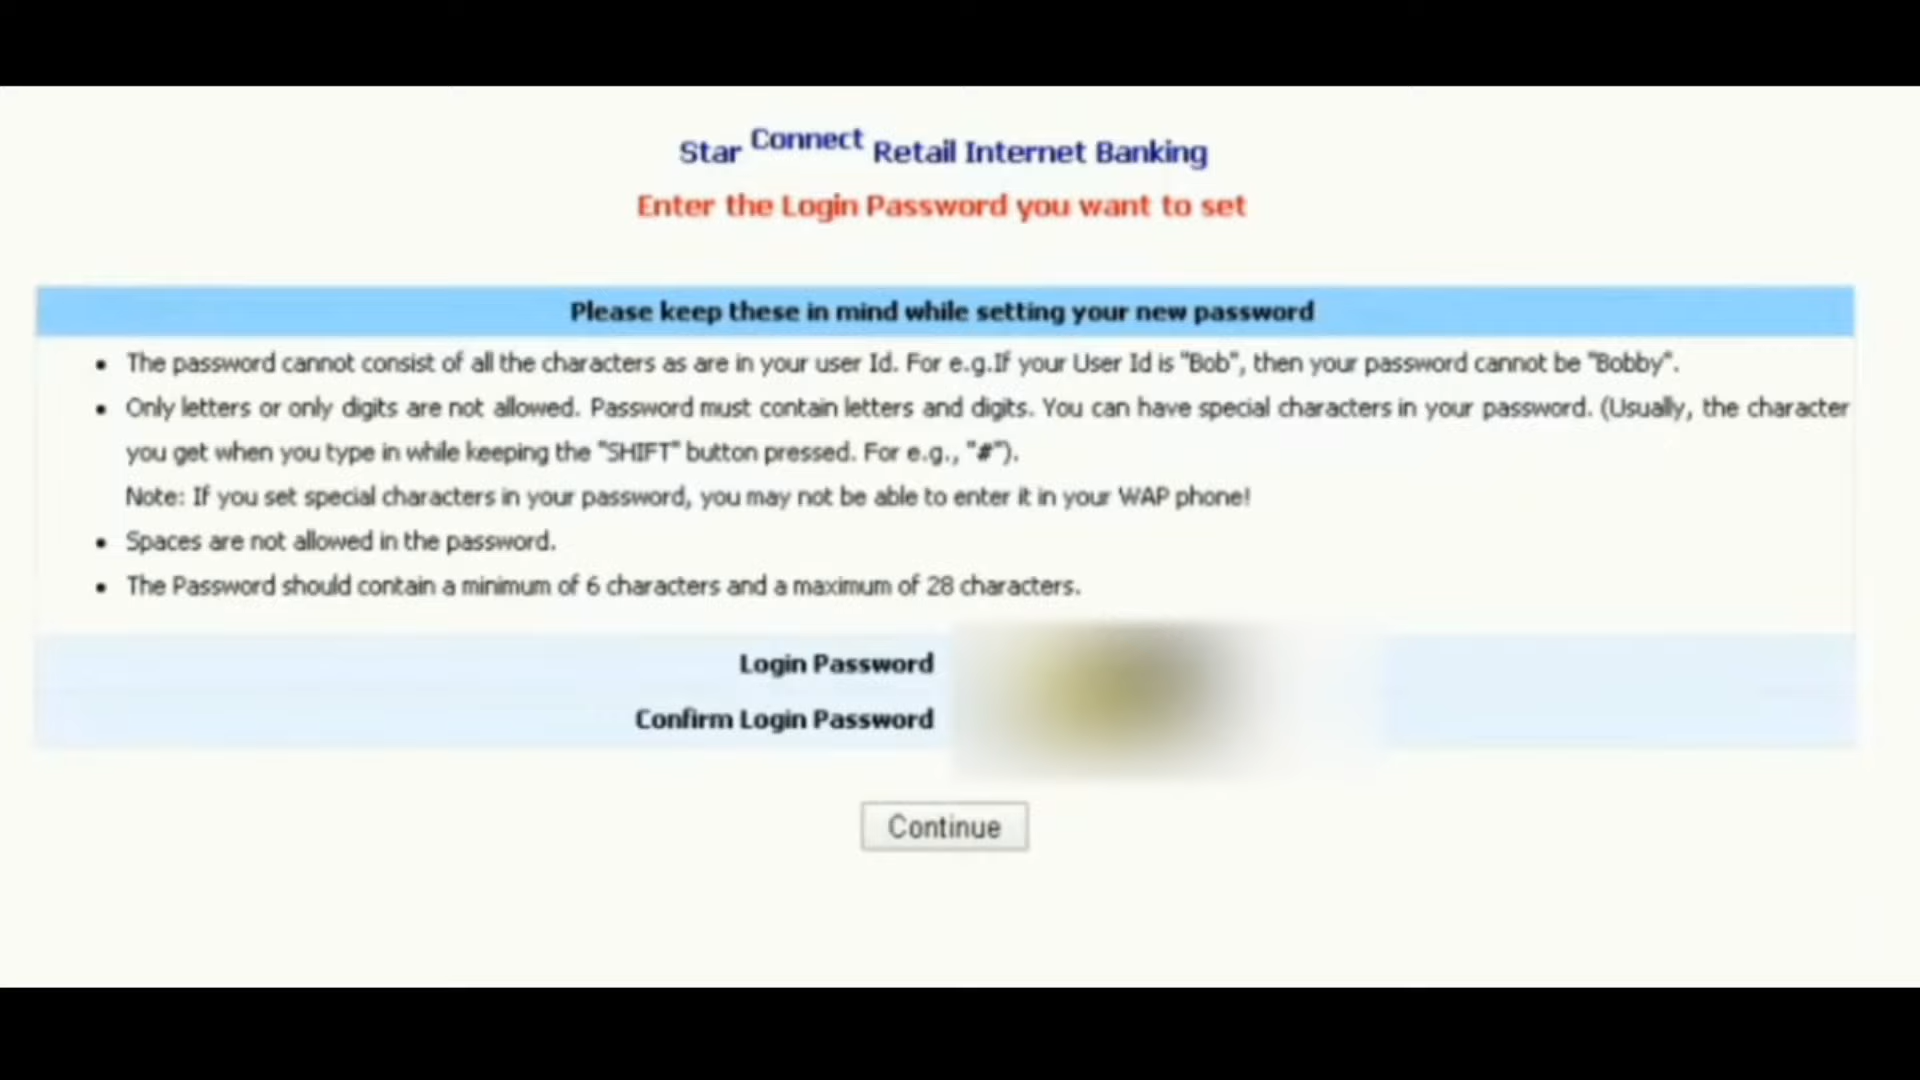 Star Connect Retail Internet Banking
Enter the Login Password you want to set
Please keep these in mind while setting your new password
• The password cannot consist of all the characters as are in your user Id. For e.g.If your User Id is "Bob", then your password cannot be "Bobby".
• Only letters or only digits are not allowed. Password must contain letters and digits. You can have special characters in your password. (Usually, the character
you get when you type in while keeping the "SHIFT" button pressed. For e.g., "#").
Note: If you set special characters in your password, you may not be able to enter it in your WAP phone!
• Spaces are not allowed in the password.
• The Password should contain a minimum of 6 characters and a maximum of 28 characters.
Login Password
Confirm Login Password
Continue